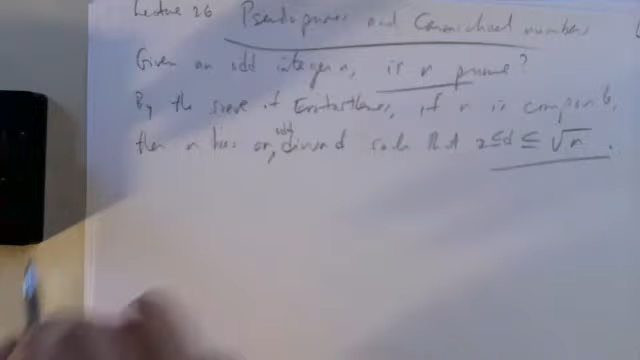 Lecture 26 Pseudoprimes and Carmichael numbers
Given an odd integer n, is n prime?
By the sieve of Eratosthenes, if n is composite,
then n has an odd divisor d such that 2 ≤ d ≤ √n.